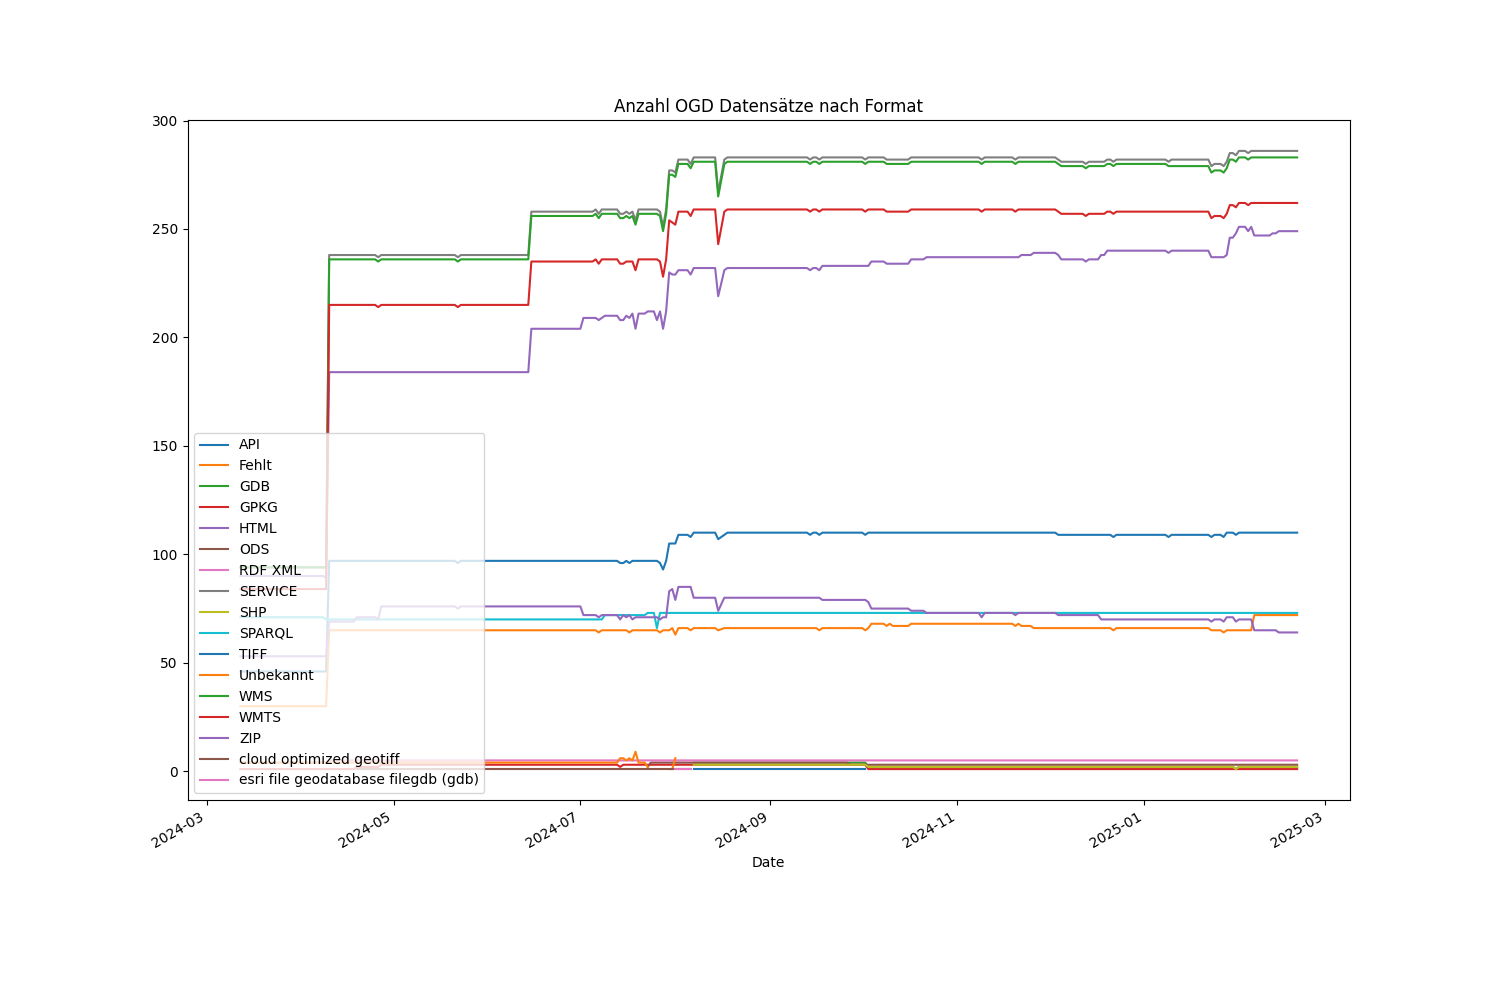 Anzahl OGD Datensätze nach Format
300
250
200
150
100
50
0
API
Fehlt
GDB
GPKG
HTML
ODS
RDF XML
SERVICE
SHP
SPARQL
TIFF
Unbekannt
WMS
WMTS
ZIP
cloud optimized geotiff
esri file geodatabase filegdb (gdb)
2024-03
2024-05
2024-07
2024-09
2024-11
2025-01
2025-03
Date